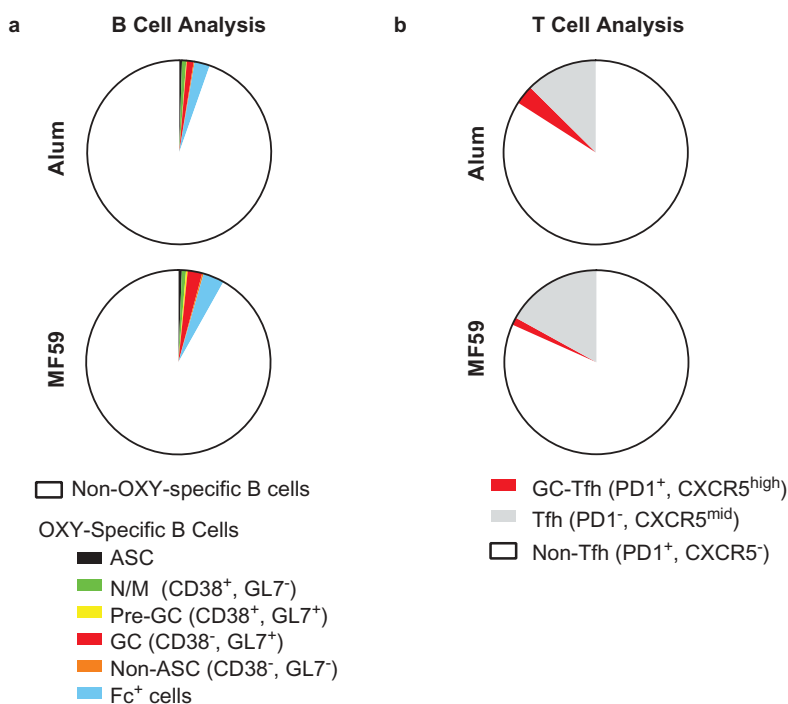 a B Cell Analysis
Alum
MF59
Non-OXY-specific B cells
OXY-Specific B Cells
ASC
N/M (CD38⁺, GL7⁻)
Pre-GC (CD38⁺, GL7⁺)
GC (CD38⁻, GL7⁺)
Non-ASC (CD38⁻, GL7⁻)
Fc⁺ cells
b T Cell Analysis
Alum
MF59
GC-Tfh (PD1⁺, CXCR5ʰⁱᵍʰ)
Tfh (PD1⁻, CXCR5ᵐⁱᵈ)
Non-Tfh (PD1⁺, CXCR5⁻)